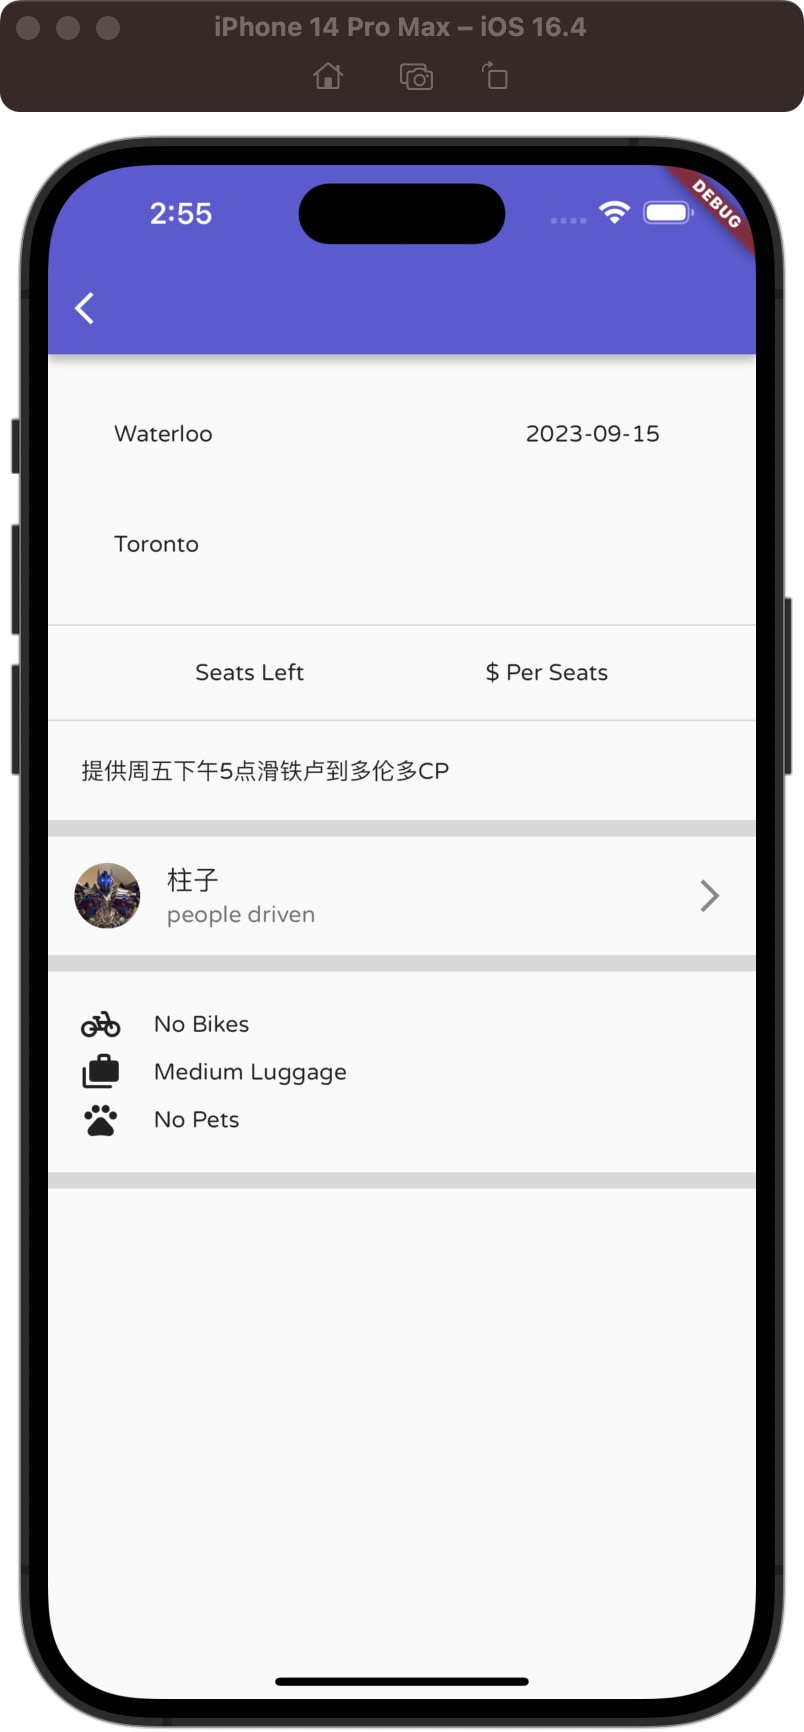 iPhone 14 Pro Max – iOS 16.4
2:55
DEBUG
Waterloo
2023-09-15
Toronto
Seats Left
$ Per Seats
提供周五下午5点滑铁卢到多伦多CP
柱子
people driven
No Bikes
Medium Luggage
No Pets